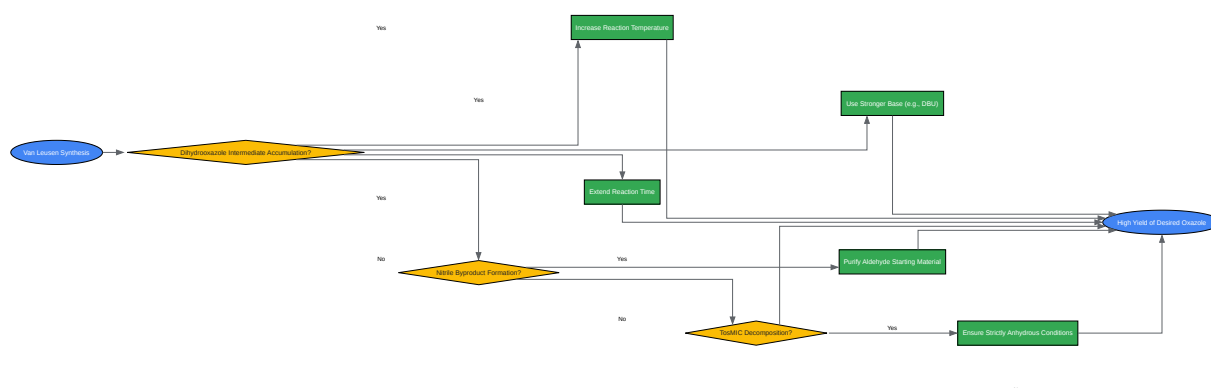 Yes
Increase Reaction Temperature
Yes
Use Stronger Base (e.g., DBU)
Van Leusen Synthesis
Dihydrooxazole Intermediate Accumulation?
Extend Reaction Time
Yes
High Yield of Desired Oxazole
No
Yes
Purify Aldehyde Starting Material
Nitrile Byproduct Formation?
No
TosMIC Decomposition?
Yes
Ensure Strictly Anhydrous Conditions